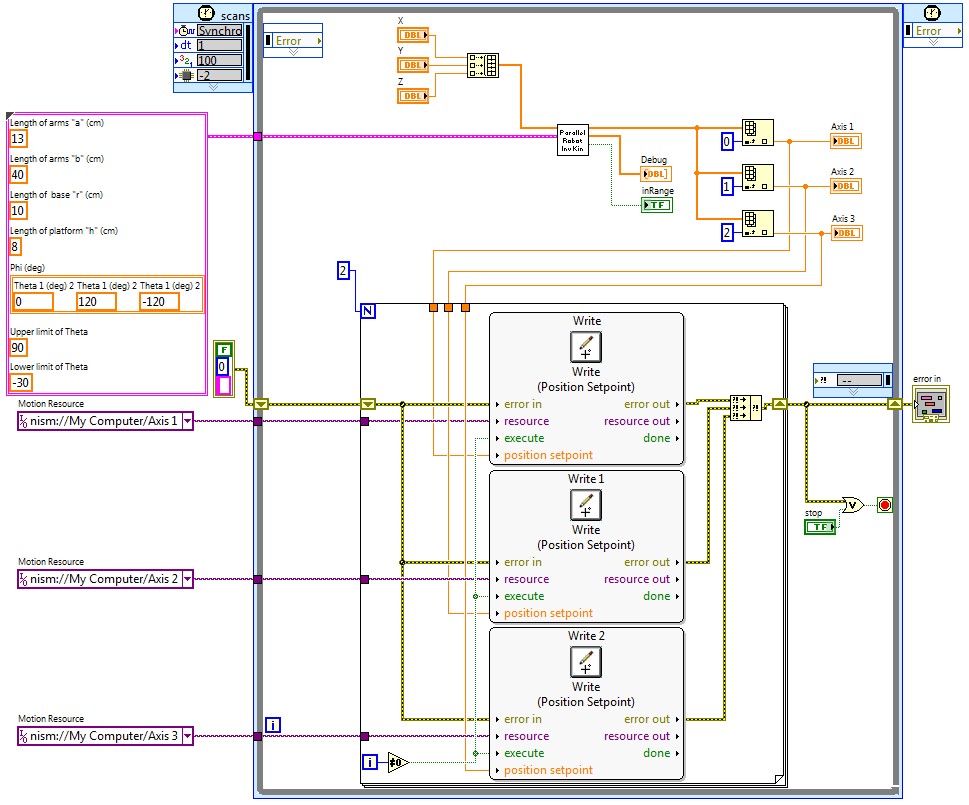 scans
Synchro
dt
1
100
-2
Error
Error
X
DBL
Y
DBL
Z
DBL
Length of arms "a" (cm)
13
Length of arms "b" (cm)
40
Length of base "r" (cm)
10
Length of platform "h" (cm)
8
Phi (deg)
Theta 1 (deg) 2 Theta 1 (deg) 2 Theta 1 (deg) 2
0 120 -120
Upper limit of Theta
90
Lower limit of Theta
-30
Parallel
Robot
Inv Kin
Debug
DBL
inRange
TF
0
1
2
Axis 1
DBL
Axis 2
DBL
Axis 3
DBL
2
N
F
0
Motion Resource
nism://My Computer/Axis 1
Motion Resource
nism://My Computer/Axis 2
Motion Resource
nism://My Computer/Axis 3
i
i
≠0
Write
Write
(Position Setpoint)
error in error out
resource resource out
execute done
position setpoint
Write 1
Write
(Position Setpoint)
error in error out
resource resource out
execute done
position setpoint
Write 2
Write
(Position Setpoint)
error in error out
resource resource out
execute done
position setpoint
?! --
error in
stop
TF
V